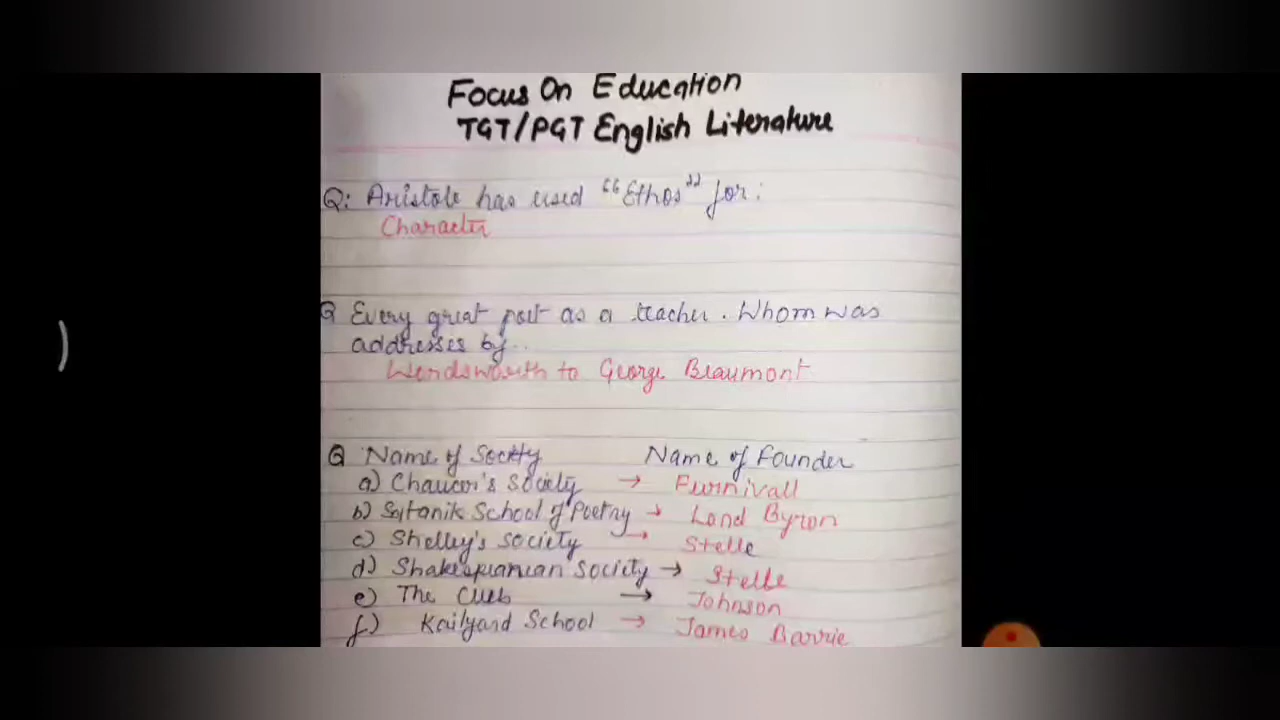 Focus On Education
TGT/PGT English Literature
Q: Aristotle has used "Ethos" for:
Character
Q Every great poet as a teacher. Whom was
addresses by..
Wordsworth to George Beaumont
Q Name of Society Name of Founder
a) Chaucer's Society → Furnivall
b) Satanik School of Poetry → Lord Byron
c) Shelley's Society → Stelle
d) Shakespearian Society → Stelle
e) The Club → Johnson
f) Kailyard School → James Barrie